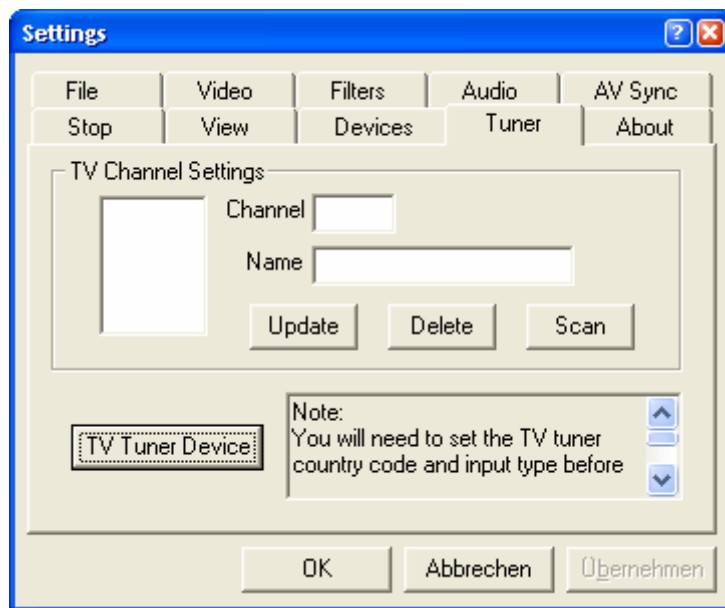 Settings
File Video Filters Audio AV Sync
Stop View Devices Tuner About
TV Channel Settings
Channel
Name
Update Delete Scan
TV Tuner Device
Note:
You will need to set the TV tuner
country code and input type before
OK Abbrechen Übernehmen